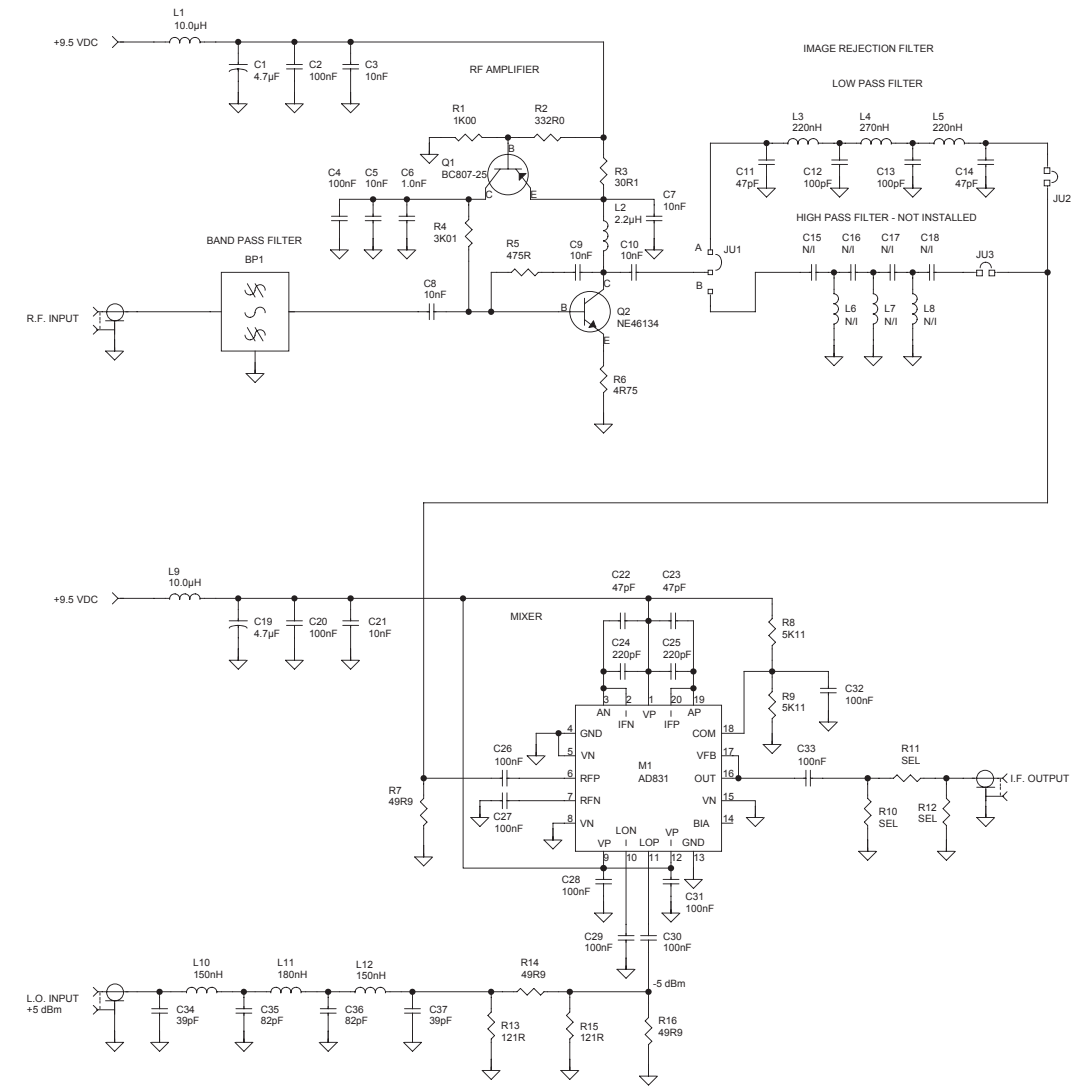 L1
10.0µH
+9.5 VDC
C1
4.7µF
C2
100nF
C3
10nF
RF AMPLIFIER
IMAGE REJECTION FILTER
LOW PASS FILTER
R1
1K00
R2
332R0
B
Q1
BC807-25
C
E
C4
100nF
C5
10nF
C6
1.0nF
R3
30R1
L2
2.2µH
C7
10nF
L3
220nH
L4
270nH
L5
220nH
C11
47pF
C12
100pF
C13
100pF
C14
47pF
JU2
HIGH PASS FILTER - NOT INSTALLED
C15
N/I
C16
N/I
C17
N/I
C18
N/I
A
JU1
B
JU3
L6
N/I
L7
N/I
L8
N/I
BAND PASS FILTER
BP1
R4
3K01
R5
475R
C9
10nF
C10
10nF
C8
10nF
R.F. INPUT
C
B
Q2
NE46134
E
R6
4R75
L9
10.0µH
+9.5 VDC
C19
4.7µF
C20
100nF
C21
10nF
MIXER
C22
47pF
C23
47pF
C24
220pF
C25
220pF
R8
5K11
R9
5K11
C32
100nF
3
2
1
20
19
AN
IFN
VP
IFP
AP
4
GND
5
VN
6
RFP
7
RFN
8
VN
M1
AD831
COM
18
VFB
17
OUT
16
VN
15
BIA
14
LON
LOP
VP
VP
GND
9
10
11
12
13
C26
100nF
C27
100nF
R7
49R9
C33
100nF
R11
SEL
R10
SEL
R12
SEL
I.F. OUTPUT
C28
100nF
C31
100nF
C29
100nF
C30
100nF
L10
150nH
L11
180nH
L12
150nH
R14
49R9
-5 dBm
L.O. INPUT
+5 dBm
C34
39pF
C35
82pF
C36
82pF
C37
39pF
R13
121R
R15
121R
R16
49R9